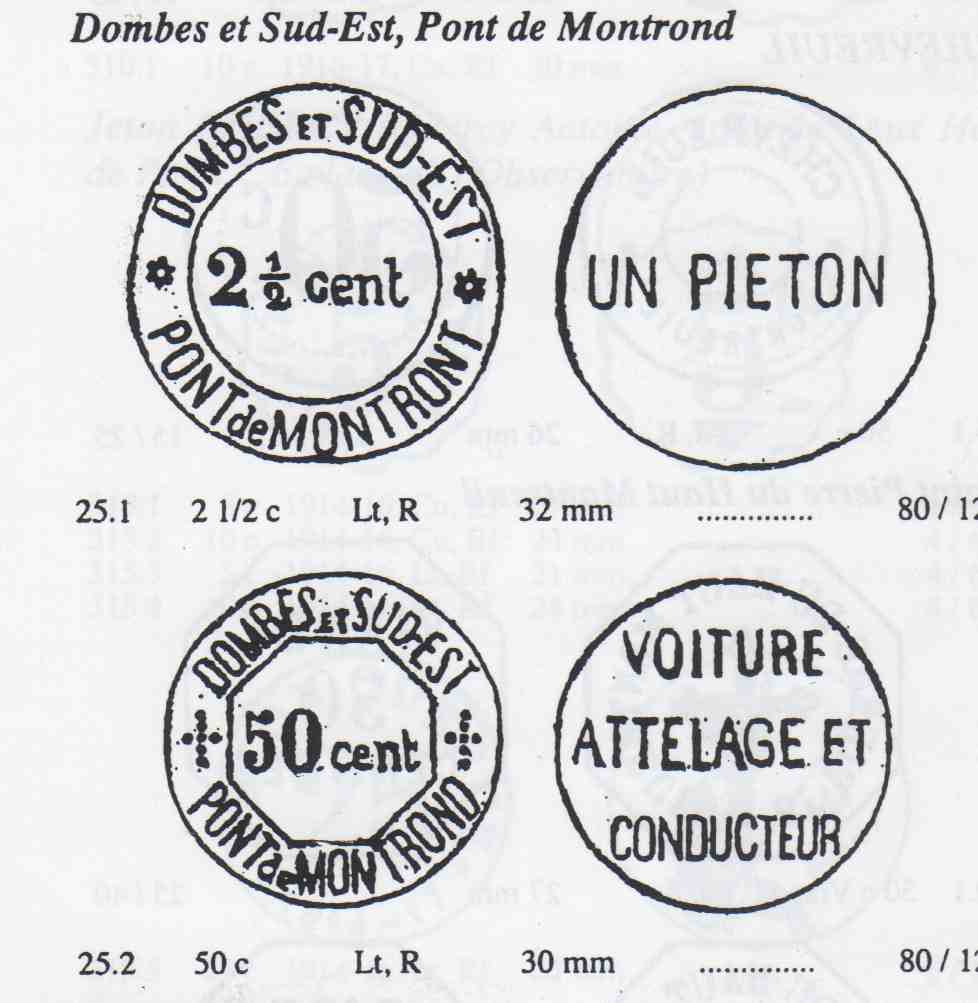 Dombes et Sud-Est, Pont de Montrond
DOMBES ET SUD-EST
2 1/2 cent
PONT de MONTRONT
UN PIETON
25.1 2 1/2 c Lt, R 32 mm .............. 80 / 12
DOMBES ET SUD-EST
50 cent
PONT de MONTROND
VOITURE
ATTELAGE ET
CONDUCTEUR
25.2 50 c Lt, R 30 mm .............. 80 / 12